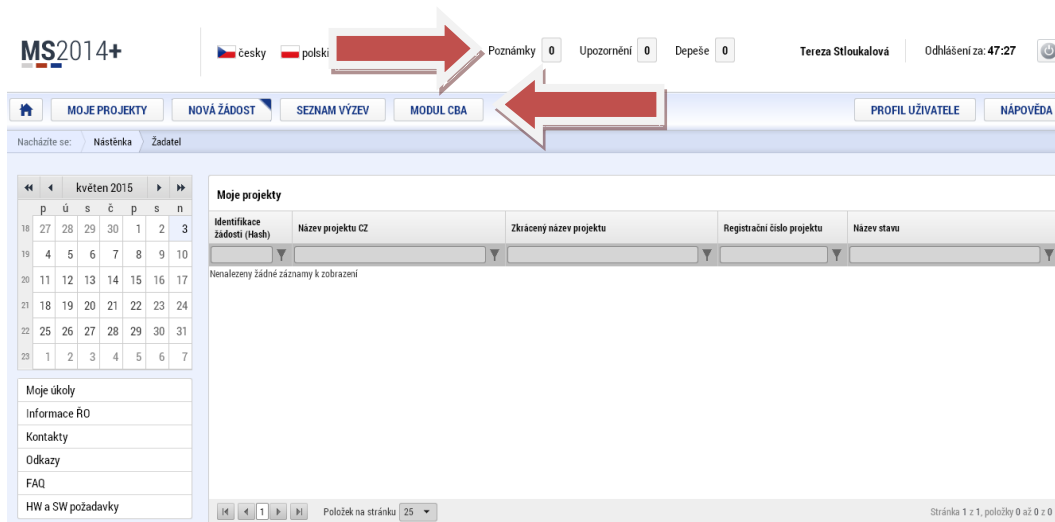 MS2014+
česky polski Poznámky 0 Upozornění 0 Depeše 0 Tereza Stloukalová Odhlášení za: 47:27
MOJE PROJEKTY NOVÁ ŽÁDOST SEZNAM VÝZEV MODUL CBA PROFIL UŽIVATELE NÁPOVĚDA
Nacházíte se: Nástěnka Žadatel
květen 2015
p ú s č p s n
18 27 28 29 30 1 2 3
19 4 5 6 7 8 9 10
20 11 12 13 14 15 16 17
21 18 19 20 21 22 23 24
22 25 26 27 28 29 30 31
23 1 2 3 4 5 6 7
Moje úkoly
Informace ŘO
Kontakty
Odkazy
FAQ
HW a SW požadavky
Moje projekty
Identifikace žádosti (Hash) Název projektu CZ Zkrácený název projektu Registrační číslo projektu Název stavu
Nenalezeny žádné záznamy k zobrazení
1 Položek na stránku 25 Stránka 1 z 1, položky 0 až 0 z 0